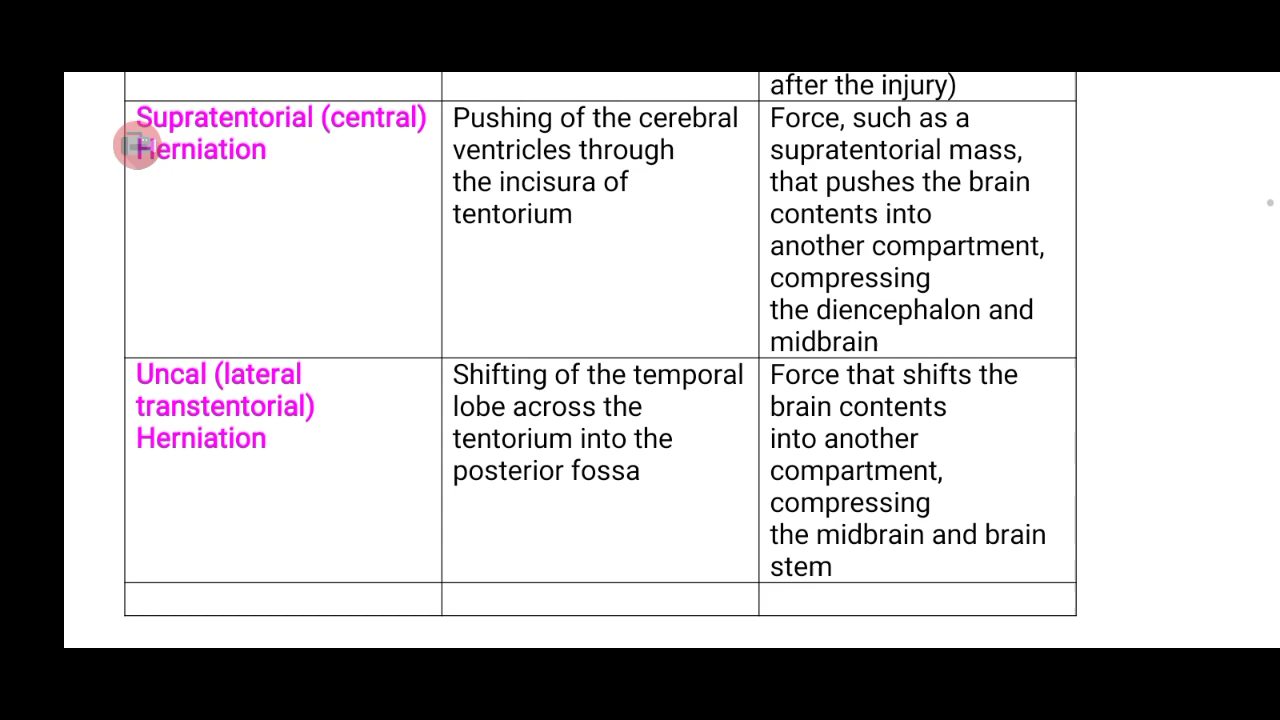 after the injury)
Supratentorial (central)
Herniation
Pushing of the cerebral
ventricles through
the incisura of
tentorium
Force, such as a
supratentorial mass,
that pushes the brain
contents into
another compartment,
compressing
the diencephalon and
midbrain
Uncal (lateral
transtentorial)
Herniation
Shifting of the temporal
lobe across the
tentorium into the
posterior fossa
Force that shifts the
brain contents
into another
compartment,
compressing
the midbrain and brain
stem